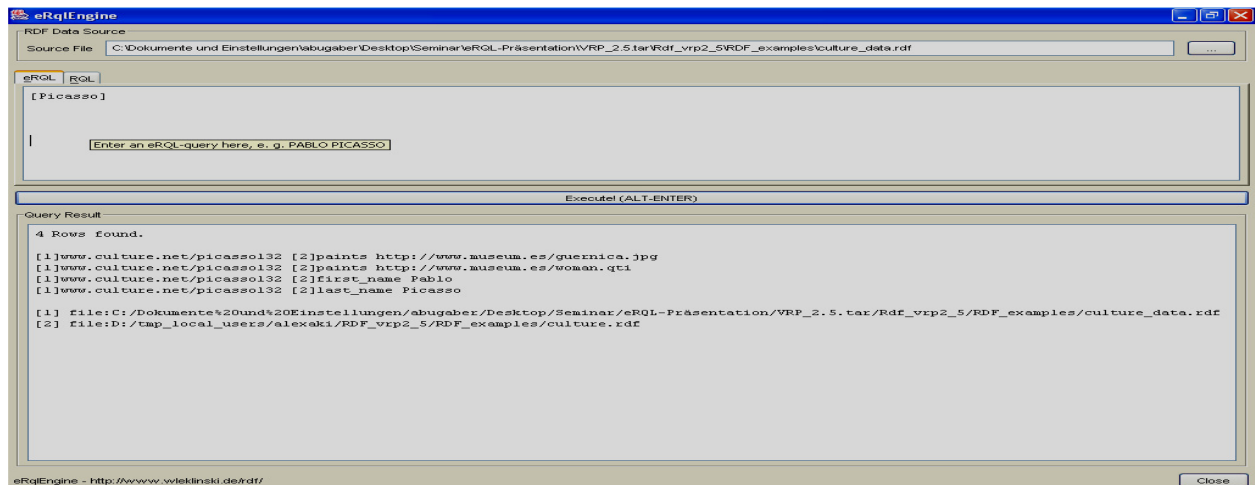 eRqlEngine
RDF Data Source
Source File C:\Dokumente und Einstellungen\abugaber\Desktop\Seminar\eRQL-Präsentation\VRP_2.5.tar\Rdf_vrp2_5\RDF_examples\culture_data.rdf ...
eRQL RQL
[Picasso]
Enter an eRQL-query here, e. g. PABLO PICASSO
Execute! (ALT-ENTER)
Query Result
4 Rows found.
[1]www.culture.net/picasso132 [2]paints http://www.museum.es/guernica.jpg
[1]www.culture.net/picasso132 [2]paints http://www.museum.es/woman.qti
[1]www.culture.net/picasso132 [2]first_name Pablo
[1]www.culture.net/picasso132 [2]last_name Picasso
[1] file:C:/Dokumente%20und%20Einstellungen/abugaber/Desktop/Seminar/eRQL-Präsentation/VRP_2.5.tar/Rdf_vrp2_5/RDF_examples/culture_data.rdf
[2] file:D:/tmp_local_users/alexaki/RDF_vrp2_5/RDF_examples/culture.rdf
eRqlEngine - http://www.wleklinski.de/rdf/ Close